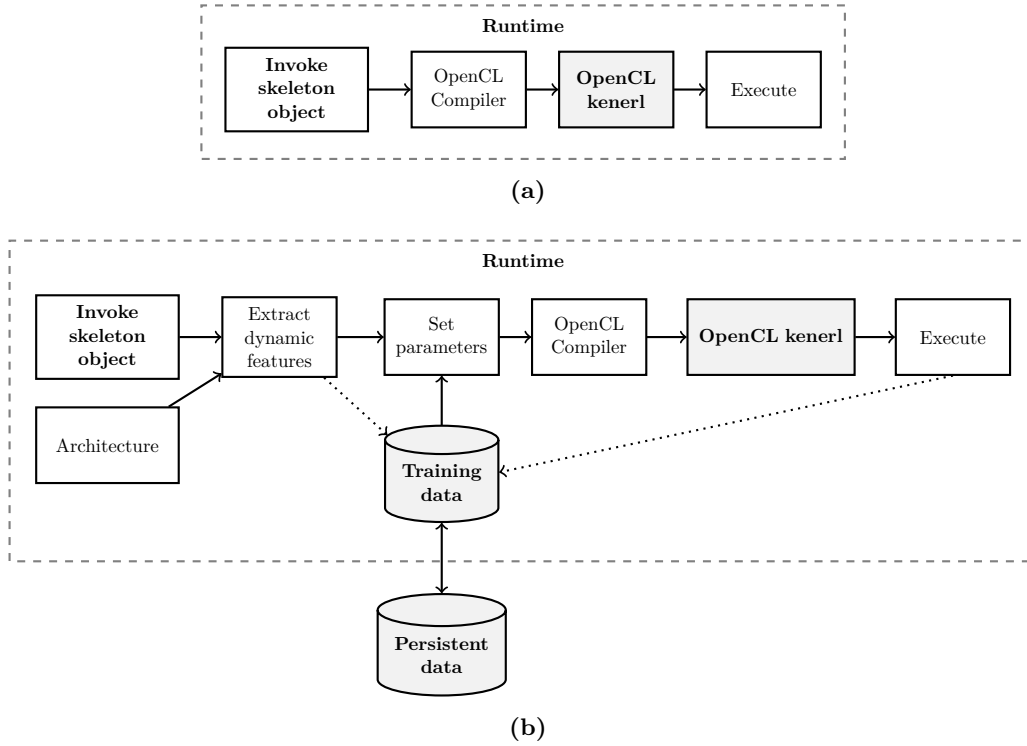 Runtime
Invoke
skeleton
object
OpenCL
Compiler
OpenCL
kenerl
Execute
(a)
Runtime
Invoke
skeleton
object
Extract
dynamic
features
Set
parameters
OpenCL
Compiler
OpenCL kenerl
Execute
Architecture
Training
data
Persistent
data
(b)